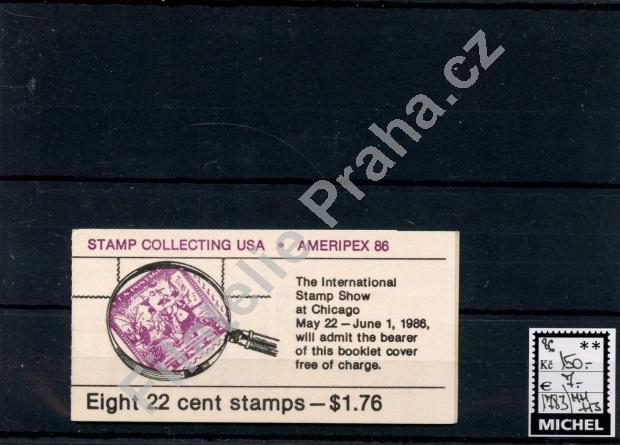 STAMP COLLECTING USA · AMERIPEX 86
The International
Stamp Show
at Chicago
May 22 – June 1, 1986,
will admit the bearer
of this booklet cover
free of charge.
Eight 22 cent stamps – $1.76
Filatelie Praha.cz
86 **
Kč 150.-
€ 7.-
1783
MICHEL